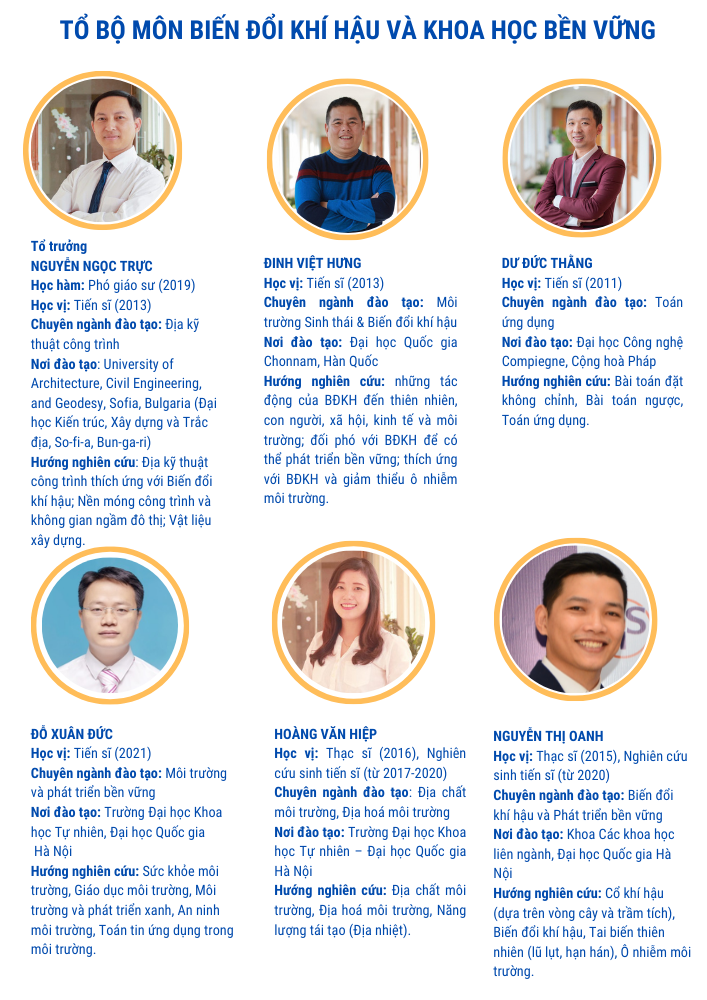 TỔ BỘ MÔN BIẾN ĐỔI KHÍ HẬU VÀ KHOA HỌC BỀN VỮNG
Tổ trưởng
NGUYỄN NGỌC TRỰC
Học hàm: Phó giáo sư (2019)
Học vị: Tiến sĩ (2013)
Chuyên ngành đào tạo: Địa kỹ
thuật công trình
Nơi đào tạo: University of
Architecture, Civil Engineering,
and Geodesy, Sofia, Bulgaria (Đại
học Kiến trúc, Xây dựng và Trắc
địa, So-fi-a, Bun-ga-ri)
Hướng nghiên cứu: Địa kỹ thuật
công trình thích ứng với Biến đổi
khí hậu; Nền móng công trình và
không gian ngầm đô thị; Vật liệu
xây dựng.
ĐINH VIỆT HƯNG
Học vị: Tiến sĩ (2013)
Chuyên ngành đào tạo: Môi
trường Sinh thái & Biến đổi khí hậu
Nơi đào tạo: Đại học Quốc gia
Chonnam, Hàn Quốc
Hướng nghiên cứu: những tác
động của BĐKH đến thiên nhiên,
con người, xã hội, kinh tế và môi
trường; đối phó với BĐKH để có
thể phát triển bền vững; thích ứng
với BĐKH và giảm thiểu ô nhiễm
môi trường.
DƯ ĐỨC THẮNG
Học vị: Tiến sĩ (2011)
Chuyên ngành đào tạo: Toán
ứng dụng
Nơi đào tạo: Đại học Công nghệ
Compiegne, Cộng hoà Pháp
Hướng nghiên cứu: Bài toán đặt
không chỉnh, Bài toán ngược,
Toán ứng dụng.
ĐỖ XUÂN ĐỨC
Học vị: Tiến sĩ (2021)
Chuyên ngành đào tạo: Môi trường
và phát triển bền vững
Nơi đào tạo: Trường Đại học Khoa
học Tự nhiên, Đại học Quốc gia
Hà Nội
Hướng nghiên cứu: Sức khỏe môi
trường, Giáo dục môi trường, Môi
trường và phát triển xanh, An ninh
môi trường, Toán tin ứng dụng trong
môi trường.
HOÀNG VĂN HIỆP
Học vị: Thạc sĩ (2016), Nghiên
cứu sinh tiến sĩ (từ 2017-2020)
Chuyên ngành đào tạo: Địa chất
môi trường, Địa hoá môi trường
Nơi đào tạo: Trường Đại học Khoa
học Tự nhiên – Đại học Quốc gia
Hà Nội
Hướng nghiên cứu: Địa chất môi
trường, Địa hoá môi trường, Năng
lượng tái tạo (Địa nhiệt).
NGUYỄN THỊ OANH
Học vị: Thạc sĩ (2015), Nghiên cứu
sinh tiến sĩ (từ 2020)
Chuyên ngành đào tạo: Biến đổi
khí hậu và Phát triển bền vững
Nơi đào tạo: Khoa Các khoa học
liên ngành, Đại học Quốc gia Hà
Nội
Hướng nghiên cứu: Cổ khí hậu
(dựa trên vòng cây và trầm tích),
Biến đổi khí hậu, Tai biến thiên
nhiên (lũ lụt, hạn hán), Ô nhiễm môi
trường.